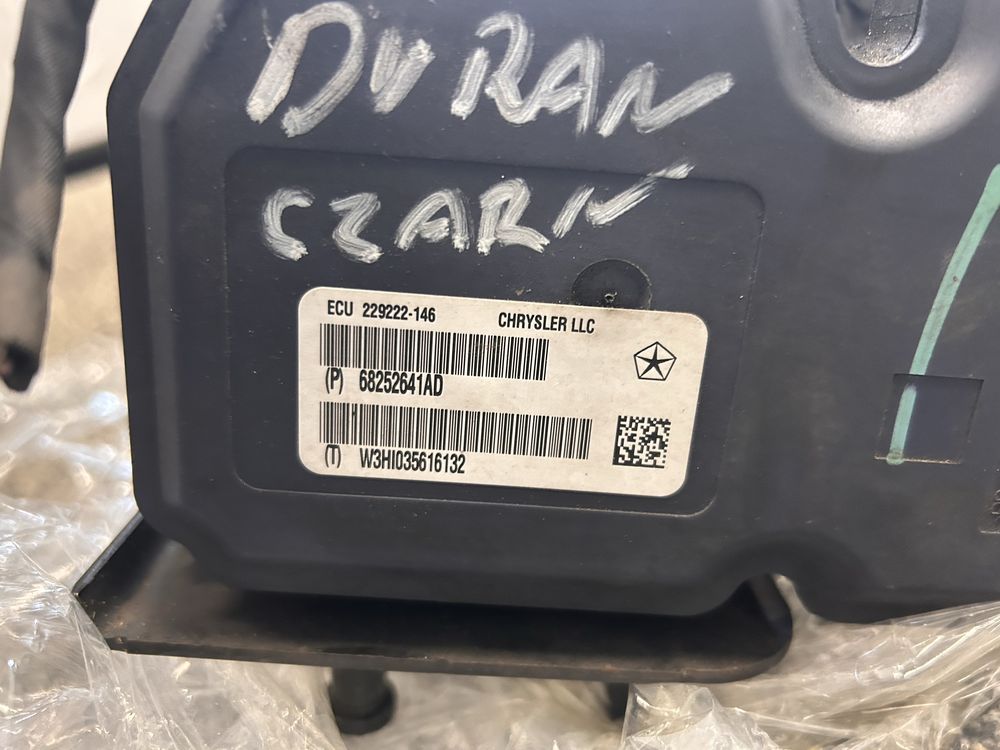 DURAN
CZARN
ECU 229222-146 CHRYSLER LLC
(P) 68252641AD
(T) W3HI035616132